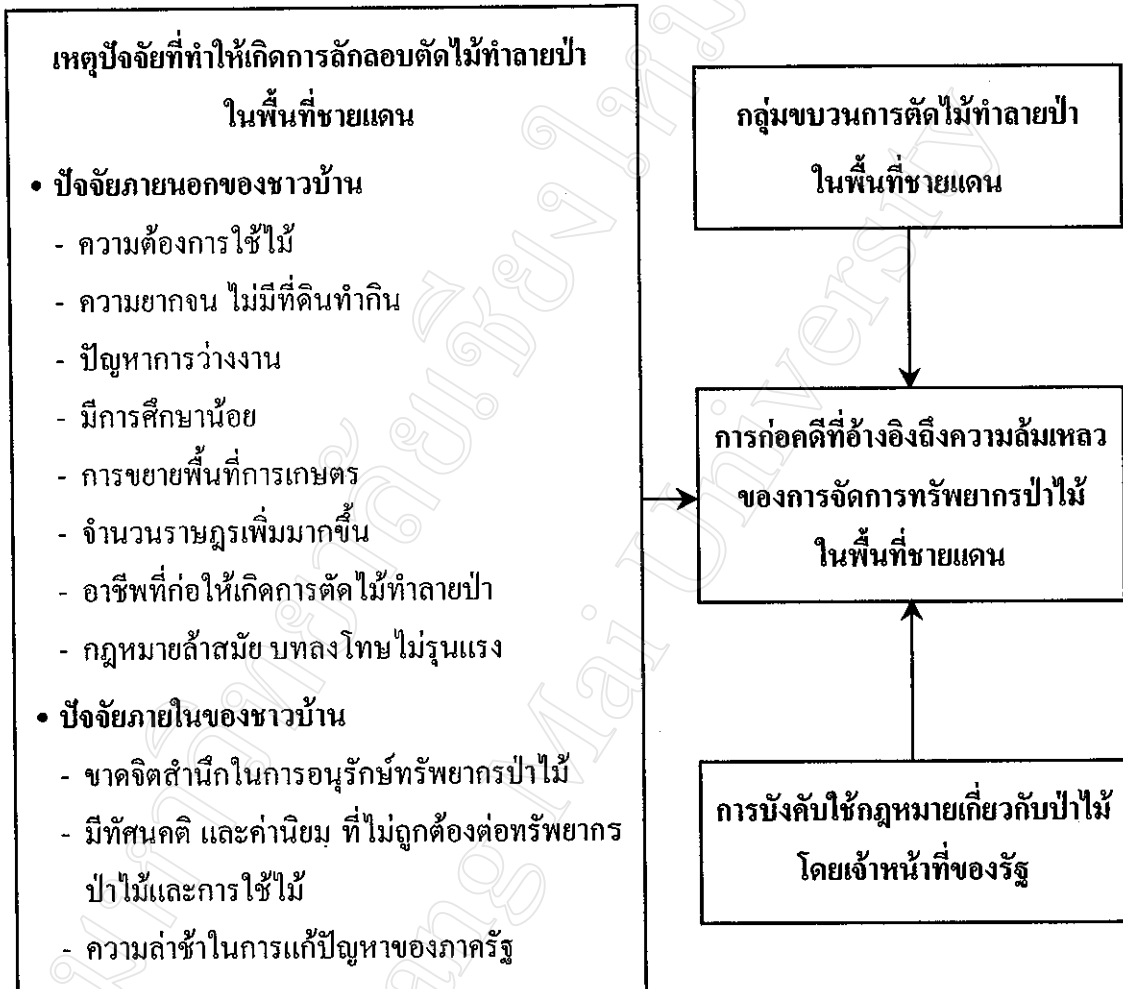 เหตุปัจจัยที่ทำให้เกิดการลักลอบตัดไม้ทำลายป่า
ในพื้นที่ชายแดน
• ปัจจัยภายนอกของชาวบ้าน
- ความต้องการใช้ไม้
- ความยากจน ไม่มีที่ดินทำกิน
- ปัญหาการว่างงาน
- มีการศึกษาน้อย
- การขยายพื้นที่การเกษตร
- จำนวนราษฎรเพิ่มมากขึ้น
- อาชีพที่ก่อให้เกิดการตัดไม้ทำลายป่า
- กฎหมายล้าสมัย บทลงโทษไม่รุนแรง
• ปัจจัยภายในของชาวบ้าน
- ขาดจิตสำนึกในการอนุรักษ์ทรัพยากรป่าไม้
- มีทัศนคติ และค่านิยม ที่ไม่ถูกต้องต่อทรัพยากร
ป่าไม้และการใช้ไม้
- ความล่าช้าในการแก้ปัญหาของภาครัฐ
กลุ่มขบวนการตัดไม้ทำลายป่า
ในพื้นที่ชายแดน
การก่อคดีที่อ้างอิงถึงความล้มเหลว
ของการจัดการทรัพยากรป่าไม้
ในพื้นที่ชายแดน
การบังคับใช้กฎหมายเกี่ยวกับป่าไม้
โดยเจ้าหน้าที่ของรัฐ
มหาวิทยาลัยเชียงใหม่
ang Mai University